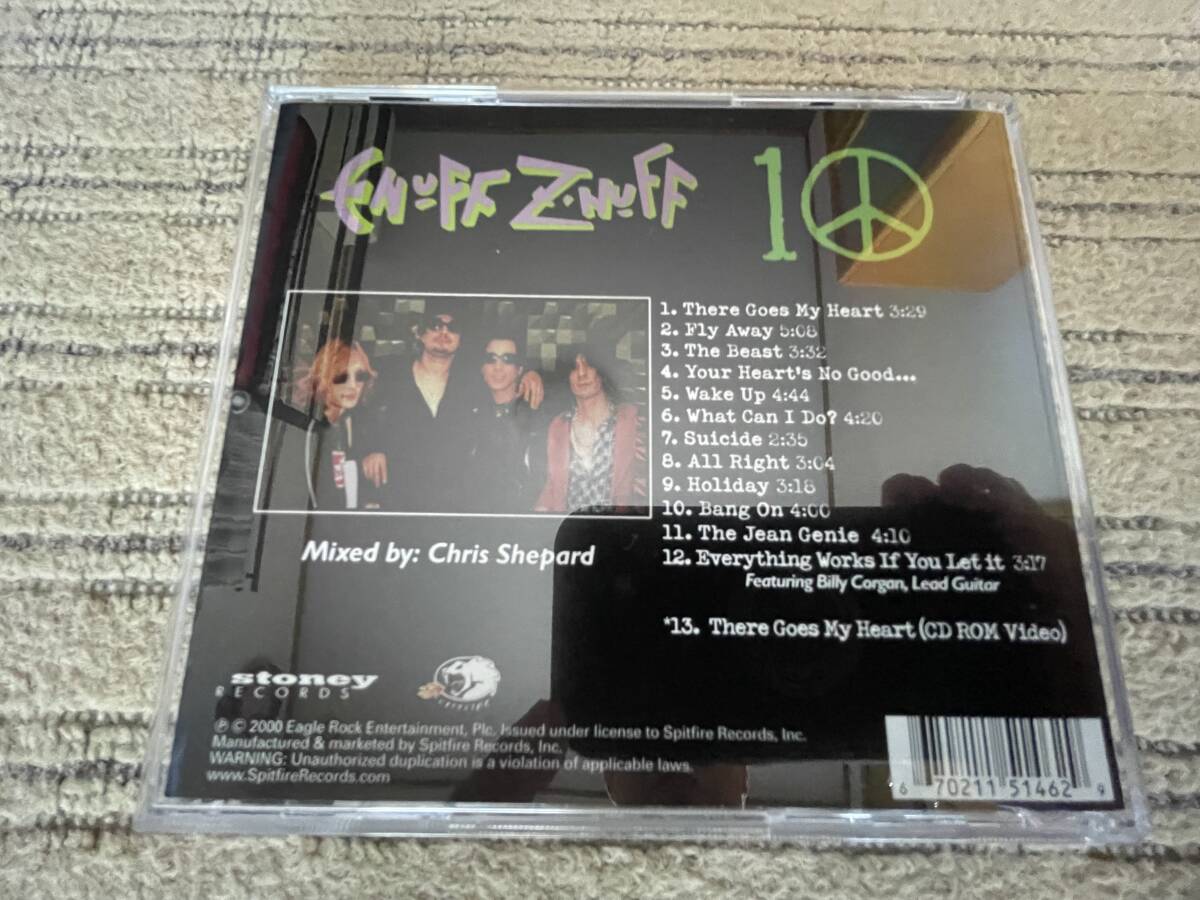 ENUFF Z'NUFF
10
1. There Goes My Heart 3:29
2. Fly Away 5:08
3. The Beast 3:32
4. Your Heart's No Good...
5. Wake Up 4:44
6. What Can I Do? 4:20
7. Suicide 2:35
8. All Right 3:04
9. Holiday 3:18
10. Bang On 4:00
11. The Jean Genie 4:10
12. Everything Works If You Let it 3:17
Featuring Billy Corgan, Lead Guitar
*13. There Goes My Heart (CD ROM Video)
Mixed by: Chris Shepard
stoney
RECORDS
SPITFIRE
℗ © 2000 Eagle Rock Entertainment, Plc. Issued under license to Spitfire Records, Inc.
Manufactured & marketed by Spitfire Records, Inc.
WARNING: Unauthorized duplication is a violation of applicable laws.
www.SpitfireRecords.com
6 70211 51462 9